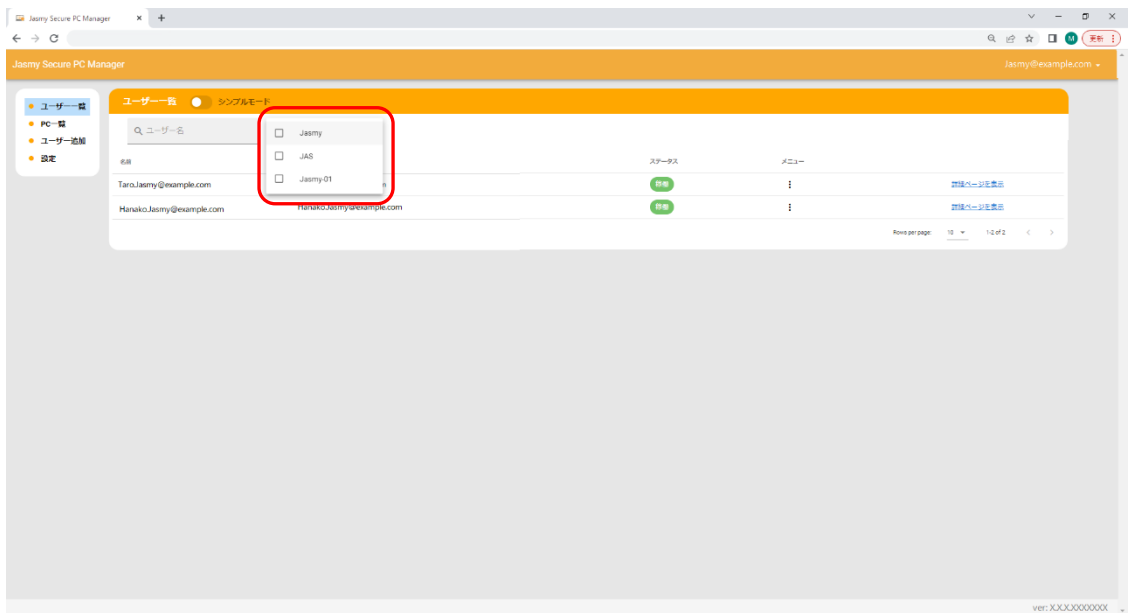 Jasmy Secure PC Manager
M 更新
Jasmy Secure PC Manager
Jasmy@example.com
ユーザー一覧
PC一覧
ユーザー追加
設定
ユーザー一覧 シンプルモード
ユーザー名
Jasmy
JAS
Jasmy-01
名前 ステータス メニュー
Taro.Jasmy@example.com 詳細ページを表示
Hanako.Jasmy@example.com Hanako.Jasmy@example.com 詳細ページを表示
Rows per page: 10 1-2 of 2
ver: X.X.XXXXXXXX